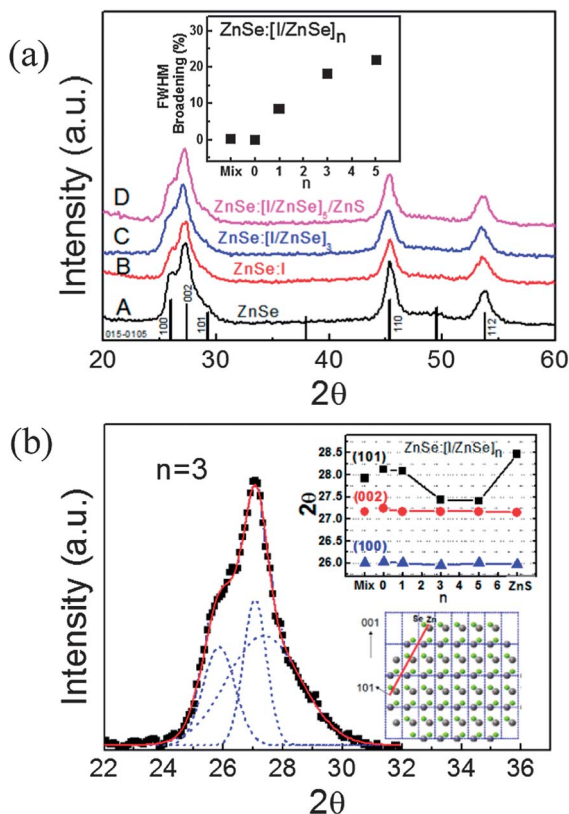 (a)
ZnSe:[I/ZnSe]n
FWHM
Broadening (%)
30
20
10
0
Mix 0 1 2 3 4 5
n
Intensity (a.u.)
D
ZnSe:[I/ZnSe]5/ZnS
C
ZnSe:[I/ZnSe]3
B
ZnSe:I
A
ZnSe
015-0105
100
002
101
110
112
20 30 40 50 60
2θ
(b)
n=3
Intensity (a.u.)
ZnSe:[I/ZnSe]n
(101)
(002)
(100)
2θ
28.5
28.0
27.5
27.0
26.5
26.0
Mix 0 1 2 3 4 5 6 ZnS
n
001
101
Se Zn
22 24 26 28 30 32 34 36
2θ